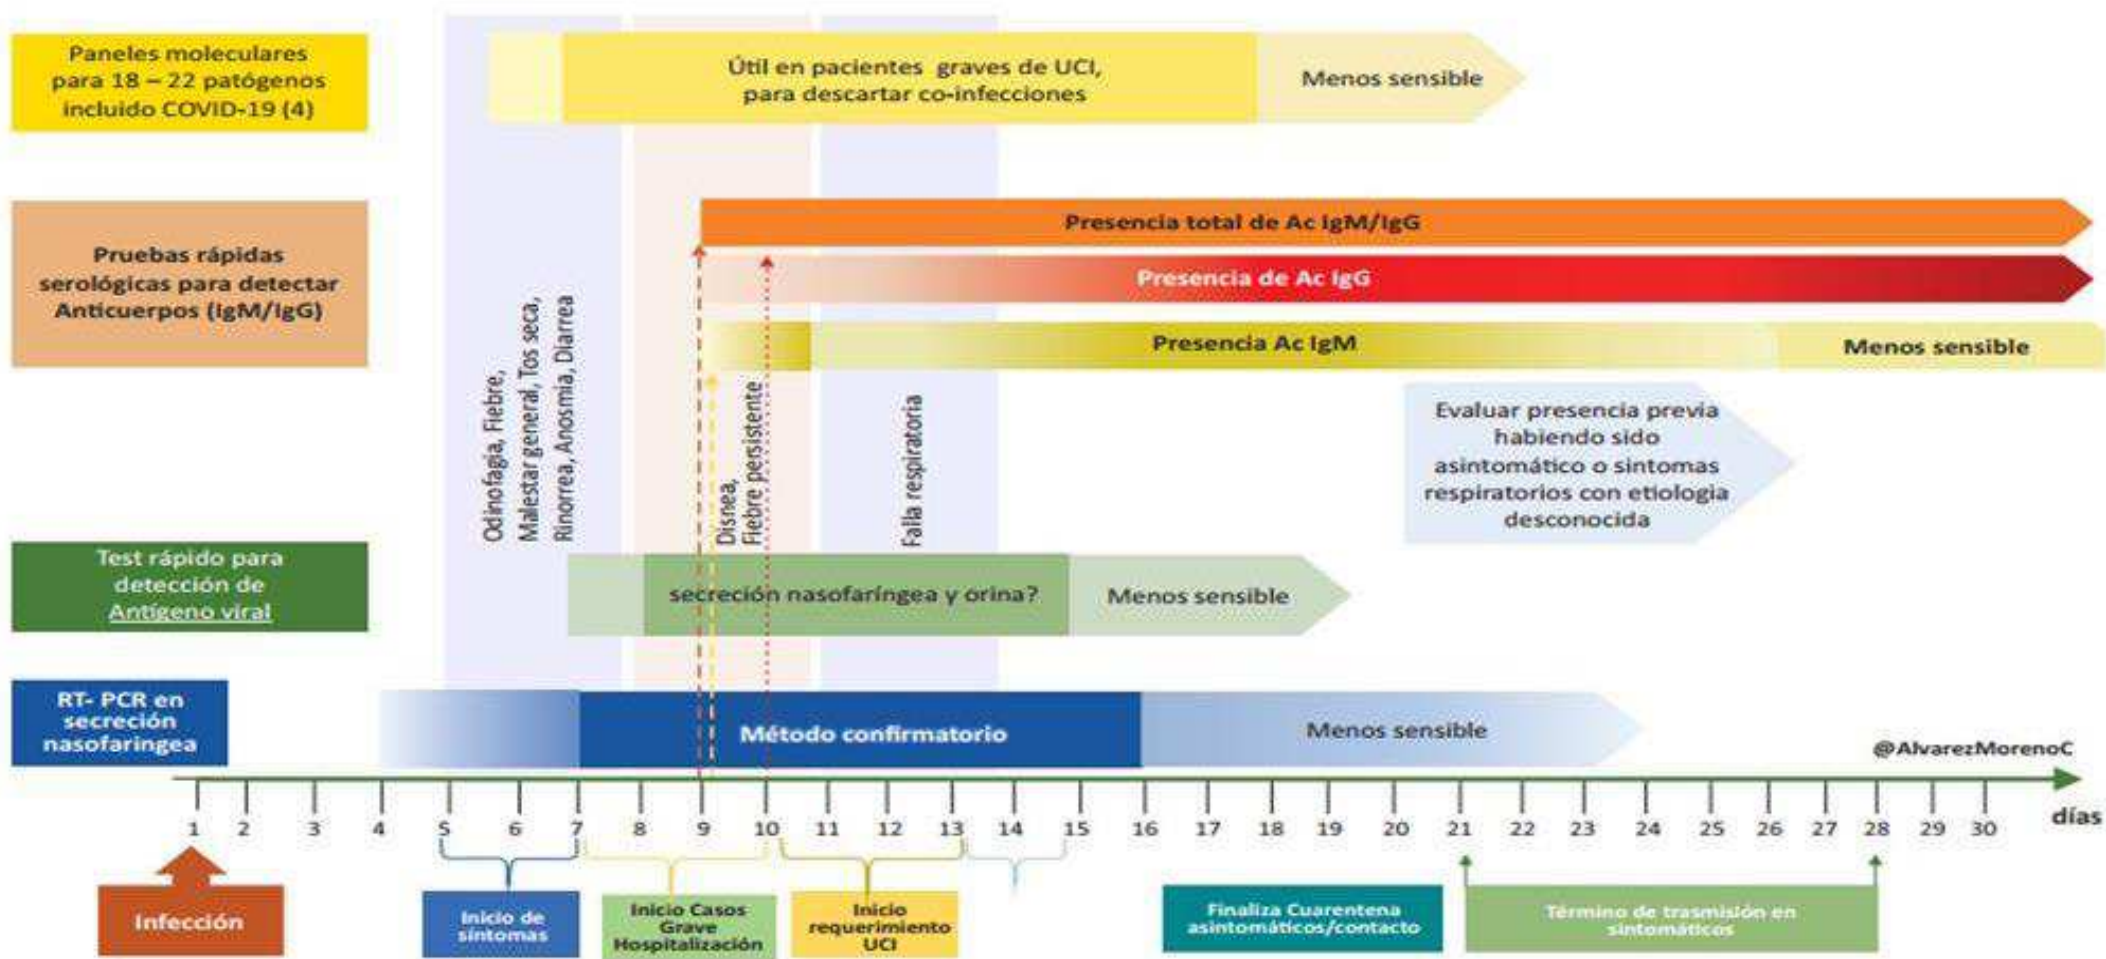 Paneles moleculares
para 18 – 22 patógenos
incluido COVID-19 (4)
Útil en pacientes graves de UCI,
para descartar co-infecciones
Menos sensible
Pruebas rápidas
serológicas para detectar
Anticuerpos (IgM/IgG)
Presencia total de Ac IgM/IgG
Presencia de Ac IgG
Presencia Ac IgM
Menos sensible
Odinofagia, Fiebre,
Malestar general, Tos seca,
Rinorrea, Anosmia, Diarrea
Disnea,
Fiebre persistente
Falla respiratoria
Evaluar presencia previa
habiendo sido
asintomático o sintomas
respiratorios con etiologia
desconocida
Test rápido para
detección de
Antígeno viral
secreción nasofaríngea y orina?
Menos sensible
RT- PCR en
secreción
nasofaringea
Método confirmatorio
Menos sensible
@AlvarezMorenoC
1 2 3 4 5 6 7 8 9 10 11 12 13 14 15 16 17 18 19 20 21 22 23 24 25 26 27 28 29 30 días
Infección
Inicio de
síntomas
Inicio Casos
Grave
Hospitalización
Inicio
requerimiento
UCI
Finaliza Cuarentena
asintomáticos/contacto
Término de trasmisión en
sintomáticos